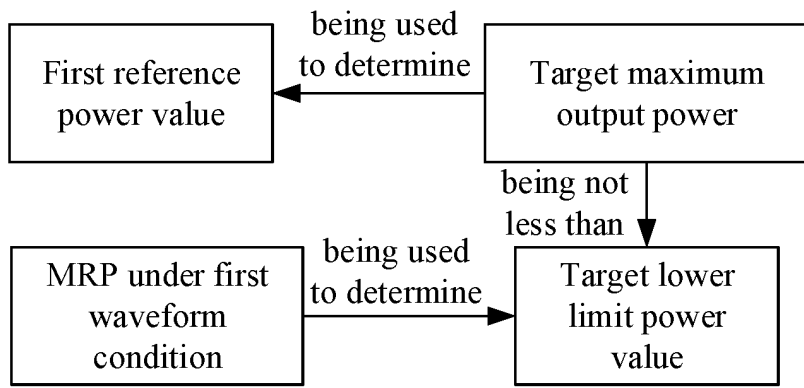 being used
to determine
First reference
power value
Target maximum
output power
being not
less than
MRP under first
waveform
condition
being used
to determine
Target lower
limit power
value